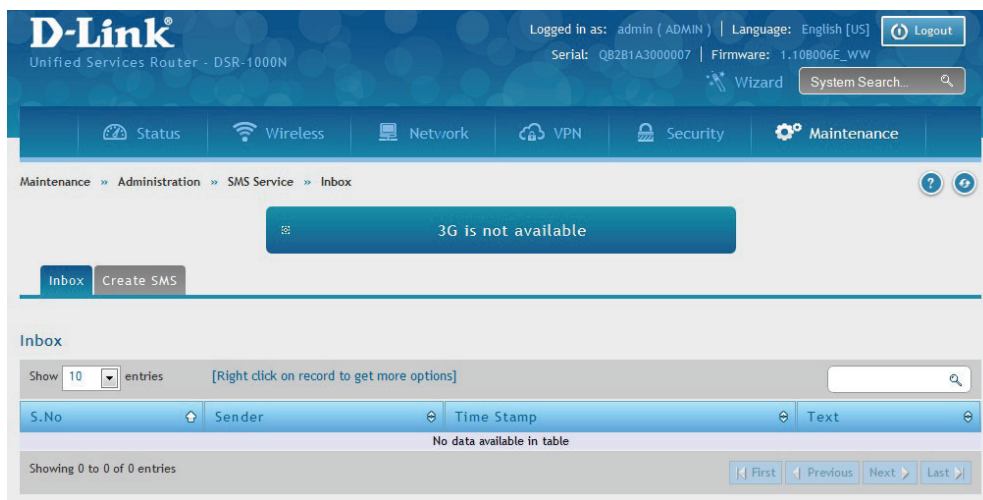 D-Link®
Unified Services Router - DSR-1000N
Logged in as: admin ( ADMIN ) | Language: English [US] Logout
Serial: QB2B1A3000007 | Firmware: 1.10B006E_WW
Wizard System Search...
Status Wireless Network VPN Security Maintenance
Maintenance » Administration » SMS Service » Inbox ?
3G is not available
Inbox Create SMS
Inbox
Show 10 entries [Right click on record to get more options]
S.No Sender Time Stamp Text
No data available in table
Showing 0 to 0 of 0 entries First Previous Next Last